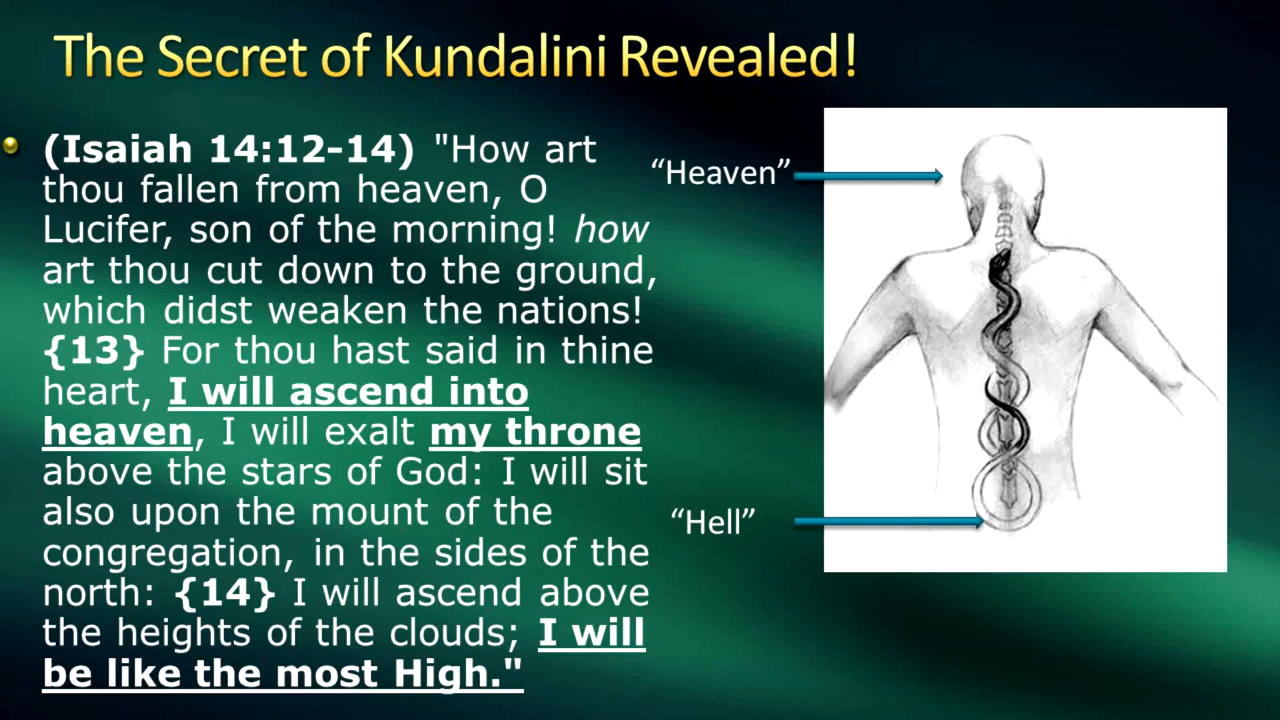 The Secret of Kundalini Revealed!
(Isaiah 14:12-14) "How art
thou fallen from heaven, O
Lucifer, son of the morning! how
art thou cut down to the ground,
which didst weaken the nations!
{13} For thou hast said in thine
heart, I will ascend into
heaven, I will exalt my throne
above the stars of God: I will sit
also upon the mount of the
congregation, in the sides of the
north: {14} I will ascend above
the heights of the clouds; I will
be like the most High."
“Heaven”
“Hell”